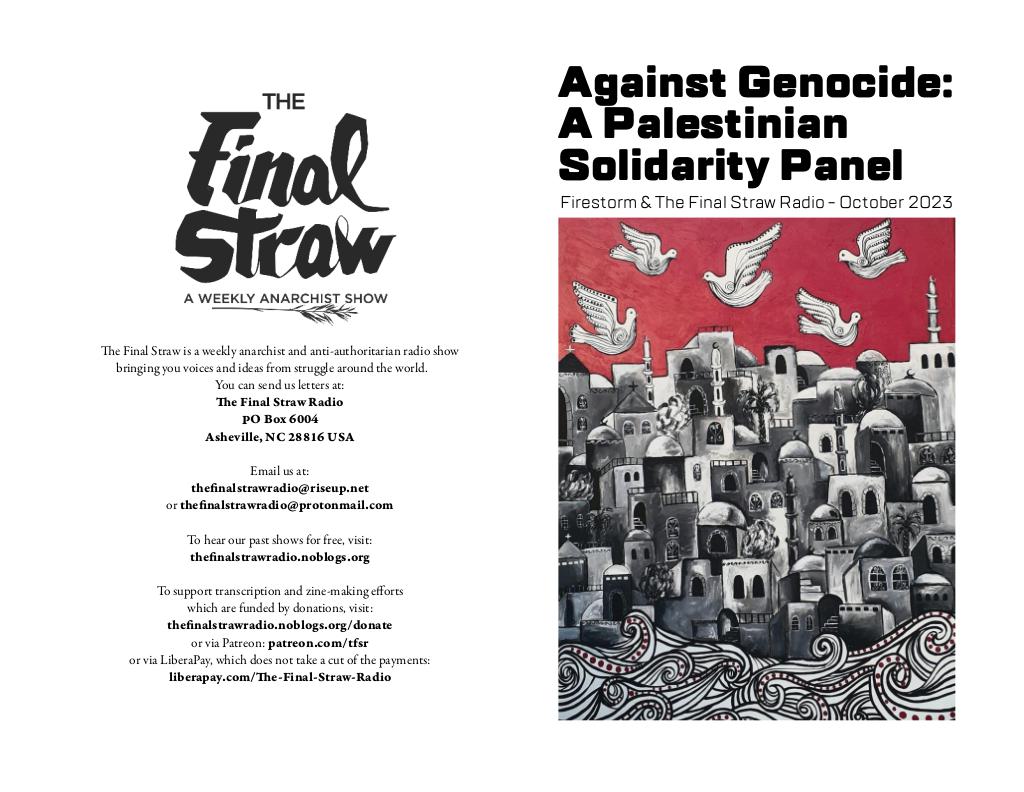 THE
Final
Straw
A WEEKLY ANARCHIST SHOW
The Final Straw is a weekly anarchist and anti-authoritarian radio show
bringing you voices and ideas from struggle around the world.
You can send us letters at:
The Final Straw Radio
PO Box 6004
Asheville, NC 28816 USA
Email us at:
thefinalstrawradio@riseup.net
or thefinalstrawradio@protonmail.com
To hear our past shows for free, visit:
thefinalstrawradio.noblogs.org
To support transcription and zine-making efforts
which are funded by donations, visit:
thefinalstrawradio.noblogs.org/donate
or via Patreon: patreon.com/tfsr
or via LiberaPay, which does not take a cut of the payments:
liberapay.com/The-Final-Straw-Radio
Against Genocide:
A Palestinian
Solidarity Panel
Firestorm & The Final Straw Radio – October 2023